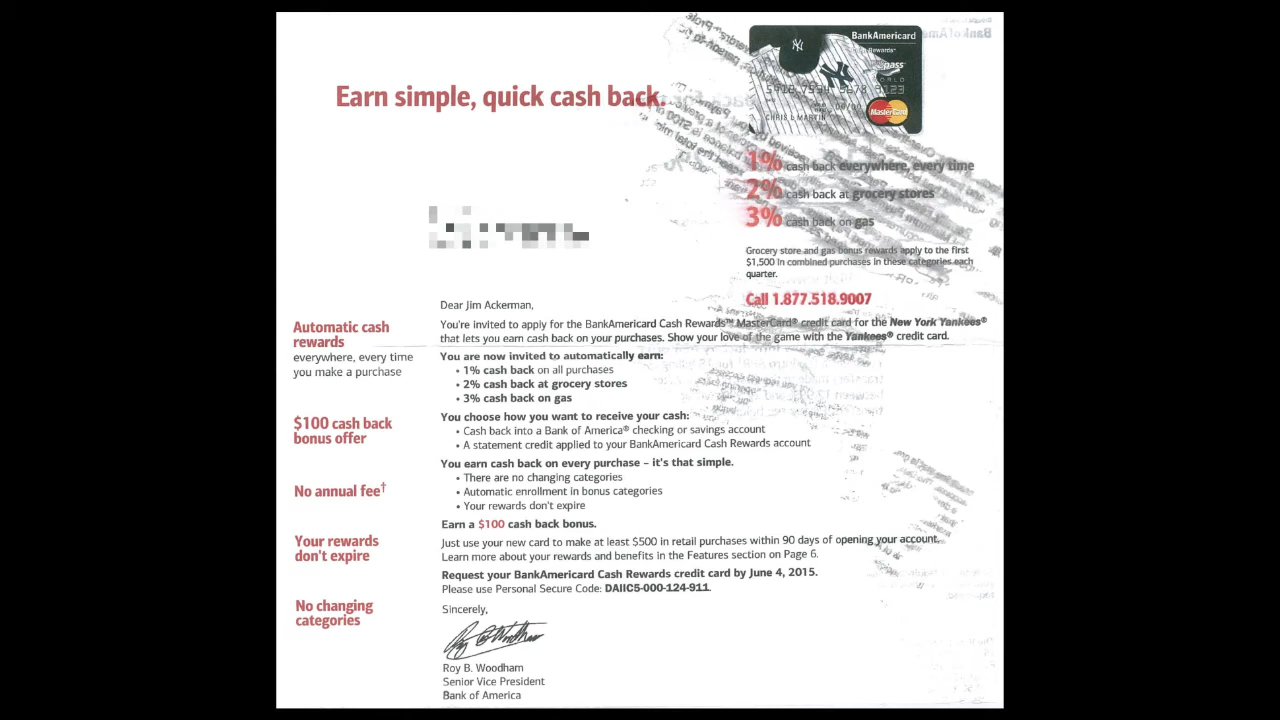 BankAmericard
Earn simple, quick cash back.
CHRIS L MARTIN
MasterCard
1% cash back everywhere, every time
2% cash back at grocery stores
3% cash back on gas
Grocery store and gas bonus rewards apply to the first
$1,500 in combined purchases in these categories each
quarter.
Call 1.877.518.9007
Dear Jim Ackerman,
You're invited to apply for the BankAmericard Cash Rewards™ MasterCard® credit card for the New York Yankees®
that lets you earn cash back on your purchases. Show your love of the game with the Yankees® credit card.
Automatic cash
rewards
everywhere, every time
you make a purchase
You are now invited to automatically earn:
• 1% cash back on all purchases
• 2% cash back at grocery stores
• 3% cash back on gas
$100 cash back
bonus offer
You choose how you want to receive your cash:
• Cash back into a Bank of America® checking or savings account
• A statement credit applied to your BankAmericard Cash Rewards account
You earn cash back on every purchase – it's that simple.
• There are no changing categories
• Automatic enrollment in bonus categories
• Your rewards don't expire
No annual fee†
Earn a $100 cash back bonus.
Just use your new card to make at least $500 in retail purchases within 90 days of opening your account.
Learn more about your rewards and benefits in the Features section on Page 6.
Your rewards
don't expire
Request your BankAmericard Cash Rewards credit card by June 4, 2015.
Please use Personal Secure Code: DAIIC5-000-124-911.
No changing
categories
Sincerely,
Roy B. Woodham
Senior Vice President
Bank of America